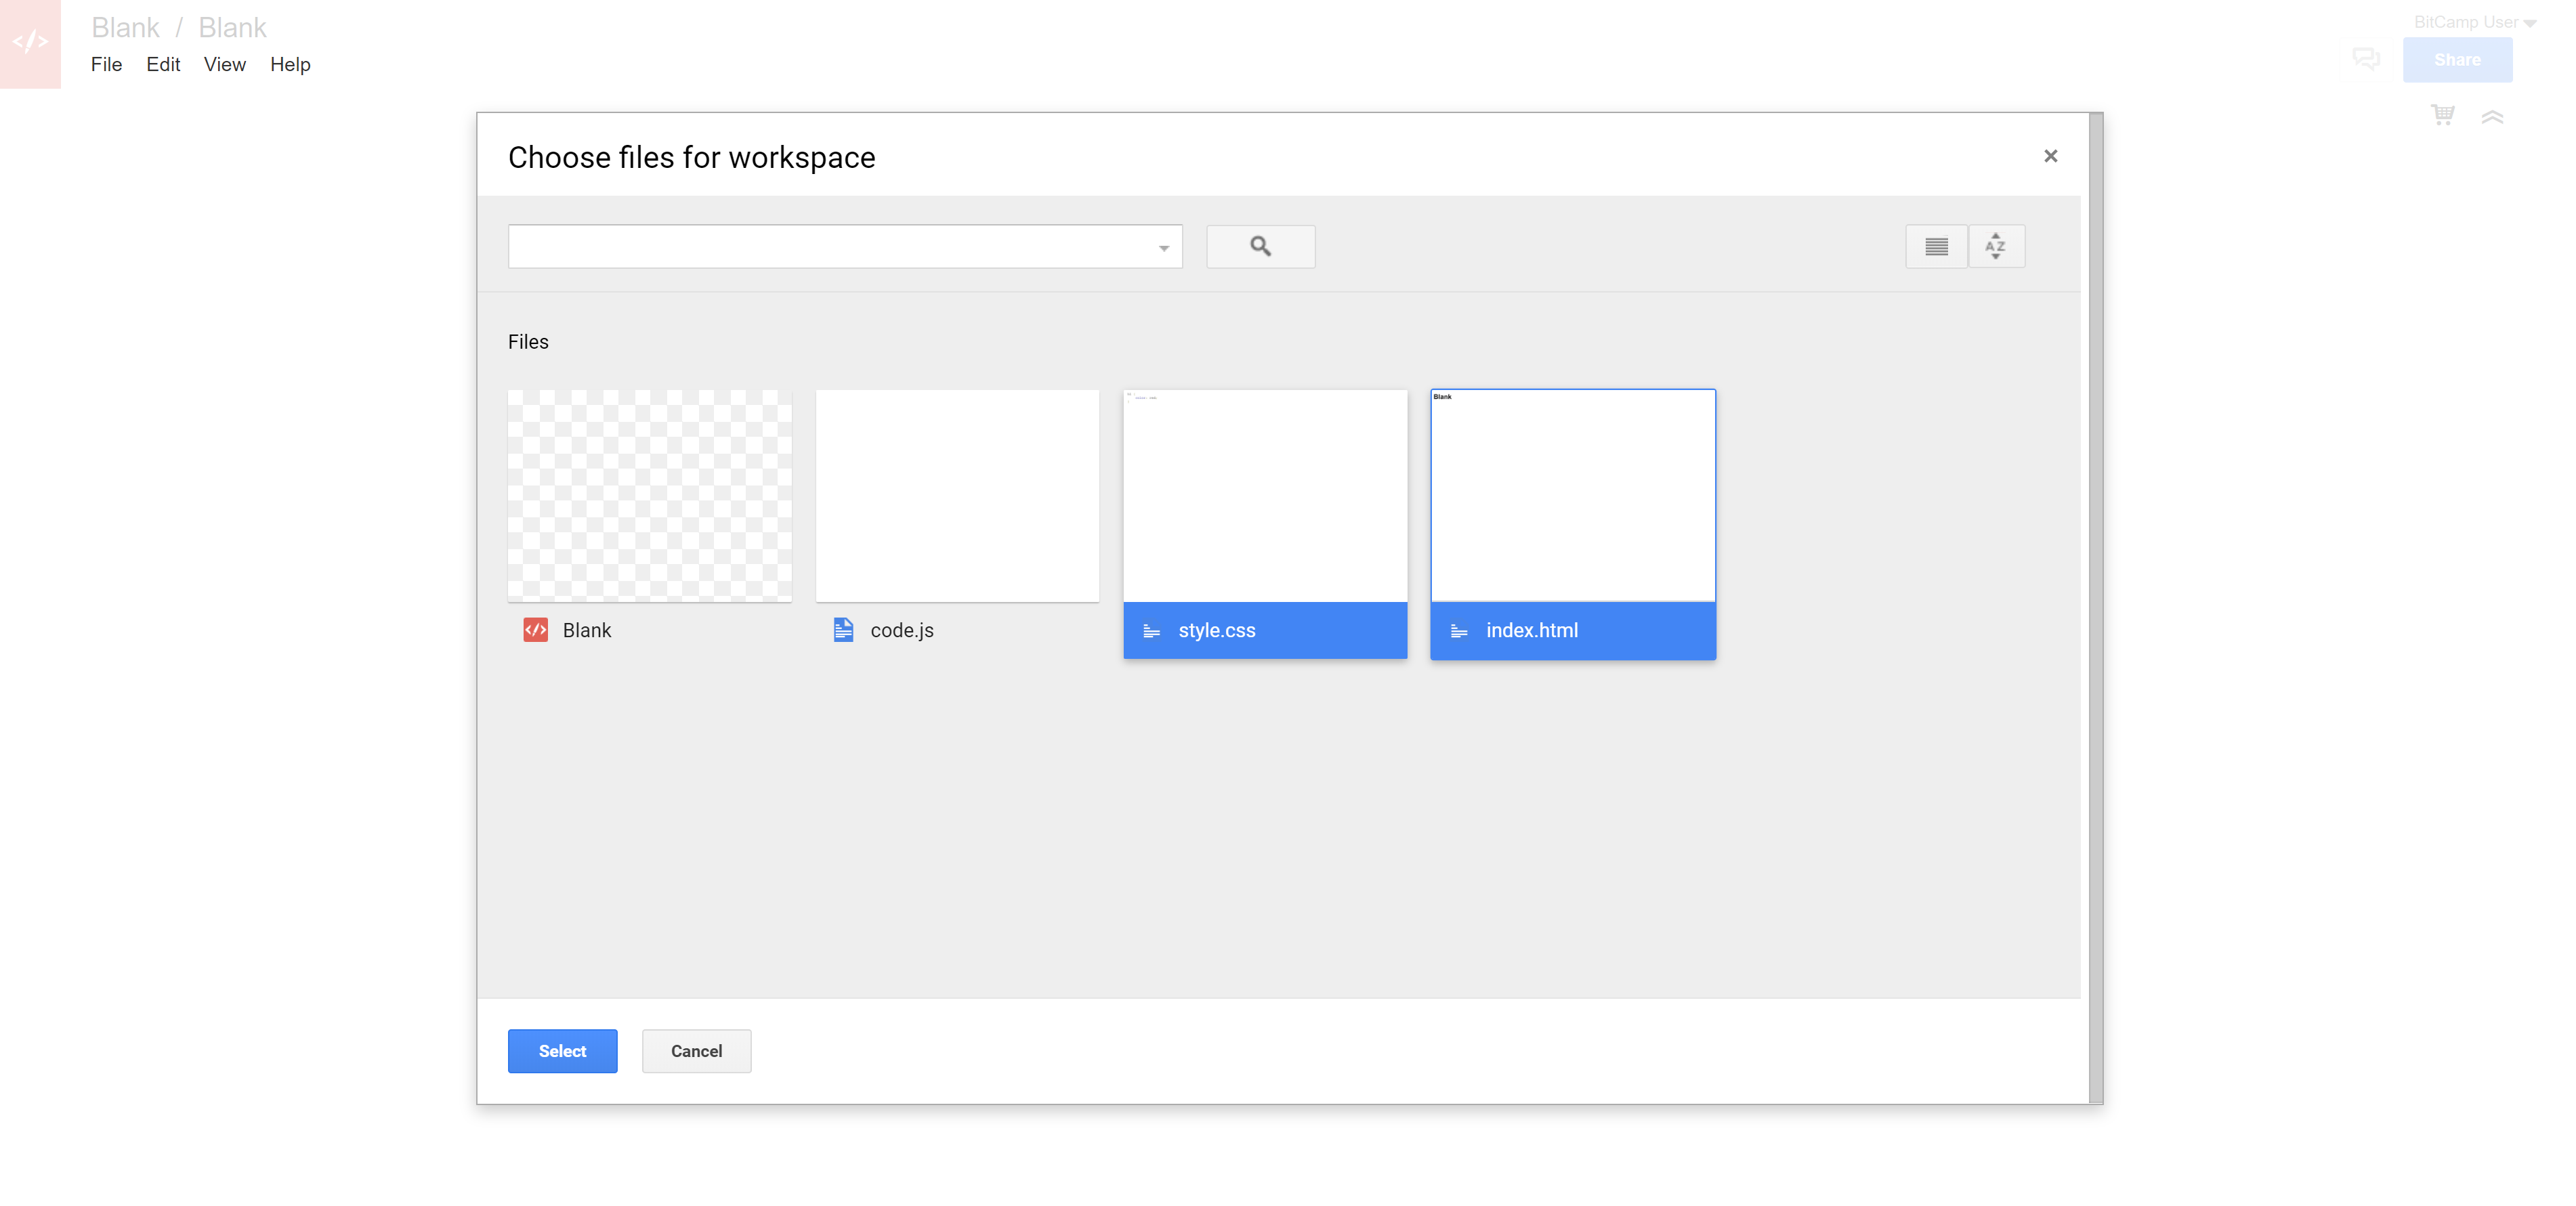 Blank / Blank
BitCamp User
File Edit View Help
Share
Choose files for workspace
A Z
Files
Blank
Blank
code.js
style.css
index.html
Select
Cancel